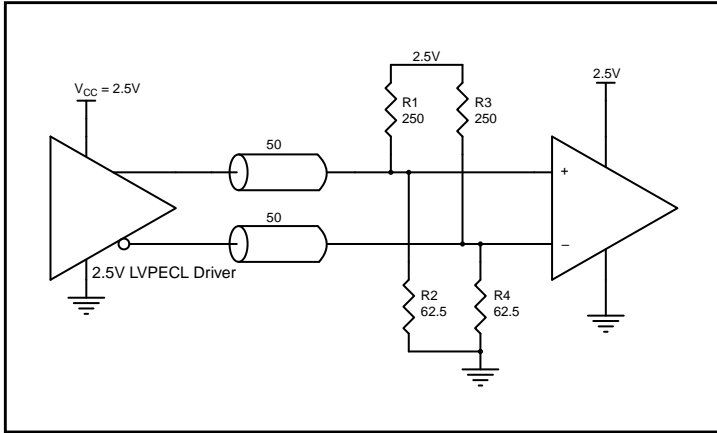 2.5V
V_CC = 2.5V
2.5V
R1
250
R3
250
50
+
50
–
2.5V LVPECL Driver
R2
62.5
R4
62.5